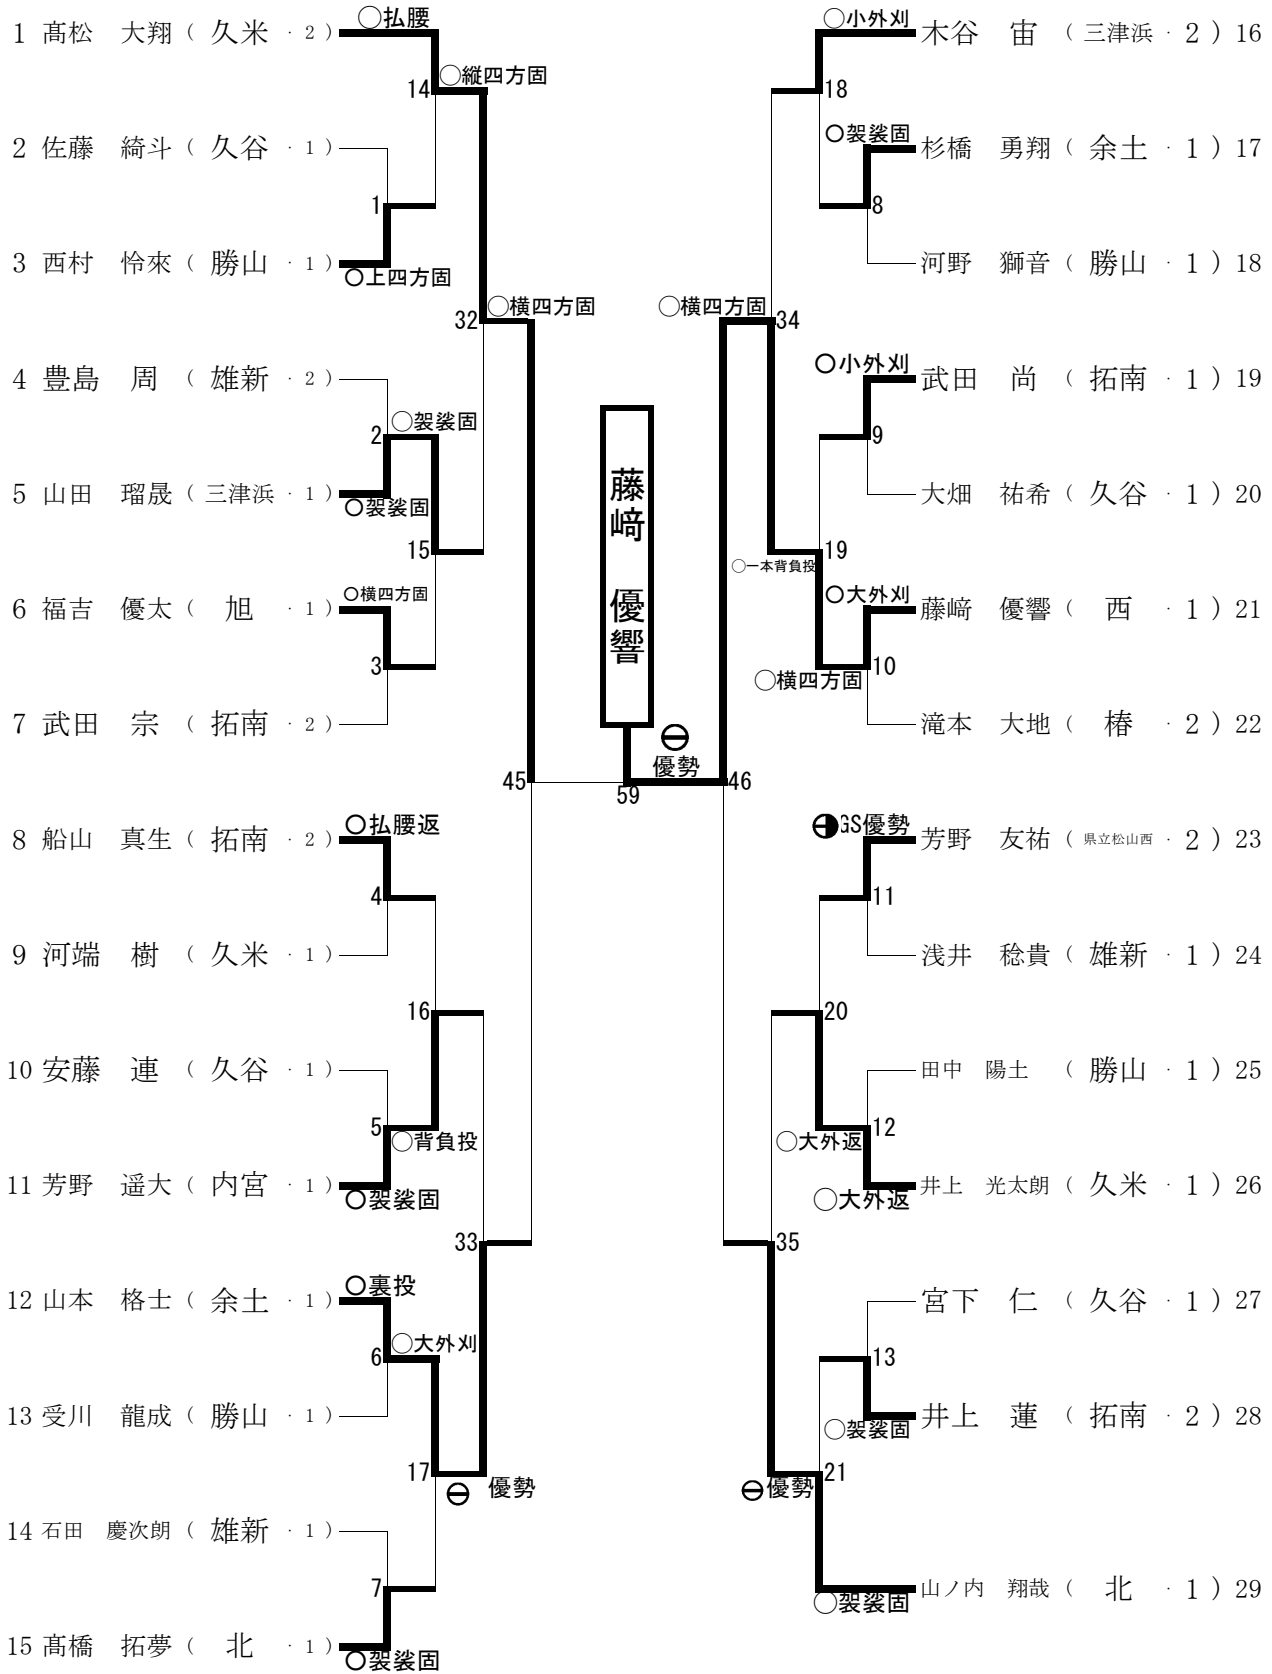 1 髙松 大翔 ( 久米 ・ 2 )
○払腰
14
○縦四方固
2 佐藤 綺斗 ( 久谷 ・ 1 )
1
3 西村 怜來 ( 勝山 ・ 1 )
○上四方固
32
○横四方固
4 豊島 周 ( 雄新 ・ 2 )
2
○袈裟固
5 山田 瑠晟 ( 三津浜 ・ 1 )
○袈裟固
15
6 福吉 優太 ( 旭 ・ 1 )
○横四方固
3
7 武田 宗 ( 拓南 ・ 2 )
45
8 船山 真生 ( 拓南 ・ 2 )
○払腰返
4
9 河端 樹 ( 久米 ・ 1 )
16
10 安藤 連 ( 久谷 ・ 1 )
5
○背負投
11 芳野 遥大 ( 内宮 ・ 1 )
○袈裟固
33
12 山本 格士 ( 余土 ・ 1 )
○裏投
6
○大外刈
13 受川 龍成 ( 勝山 ・ 1 )
17
優勢
14 石田 慶次朗 ( 雄新 ・ 1 )
7
15 髙橋 拓夢 ( 北 ・ 1 )
○袈裟固
藤﨑 優響
優勢
59
○小外刈
木谷 宙 ( 三津浜 ・ 2 ) 16
18
○袈裟固
杉橋 勇翔 ( 余土 ・ 1 ) 17
8
河野 獅音 ( 勝山 ・ 1 ) 18
○横四方固
34
○小外刈
武田 尚 ( 拓南 ・ 1 ) 19
9
大畑 祐希 ( 久谷 ・ 1 ) 20
19
○一本背負投
○大外刈
藤﨑 優響 ( 西 ・ 1 ) 21
10
○横四方固
滝本 大地 ( 椿 ・ 2 ) 22
46
GS優勢
芳野 友祐 ( 県立松山西 ・ 2 ) 23
11
浅井 稔貴 ( 雄新 ・ 1 ) 24
20
田中 陽土 ( 勝山 ・ 1 ) 25
12
○大外返
井上 光太朗 ( 久米 ・ 1 ) 26
○大外返
35
宮下 仁 ( 久谷 ・ 1 ) 27
13
井上 蓮 ( 拓南 ・ 2 ) 28
○袈裟固
21
優勢
山ノ内 翔哉 ( 北 ・ 1 ) 29
○袈裟固